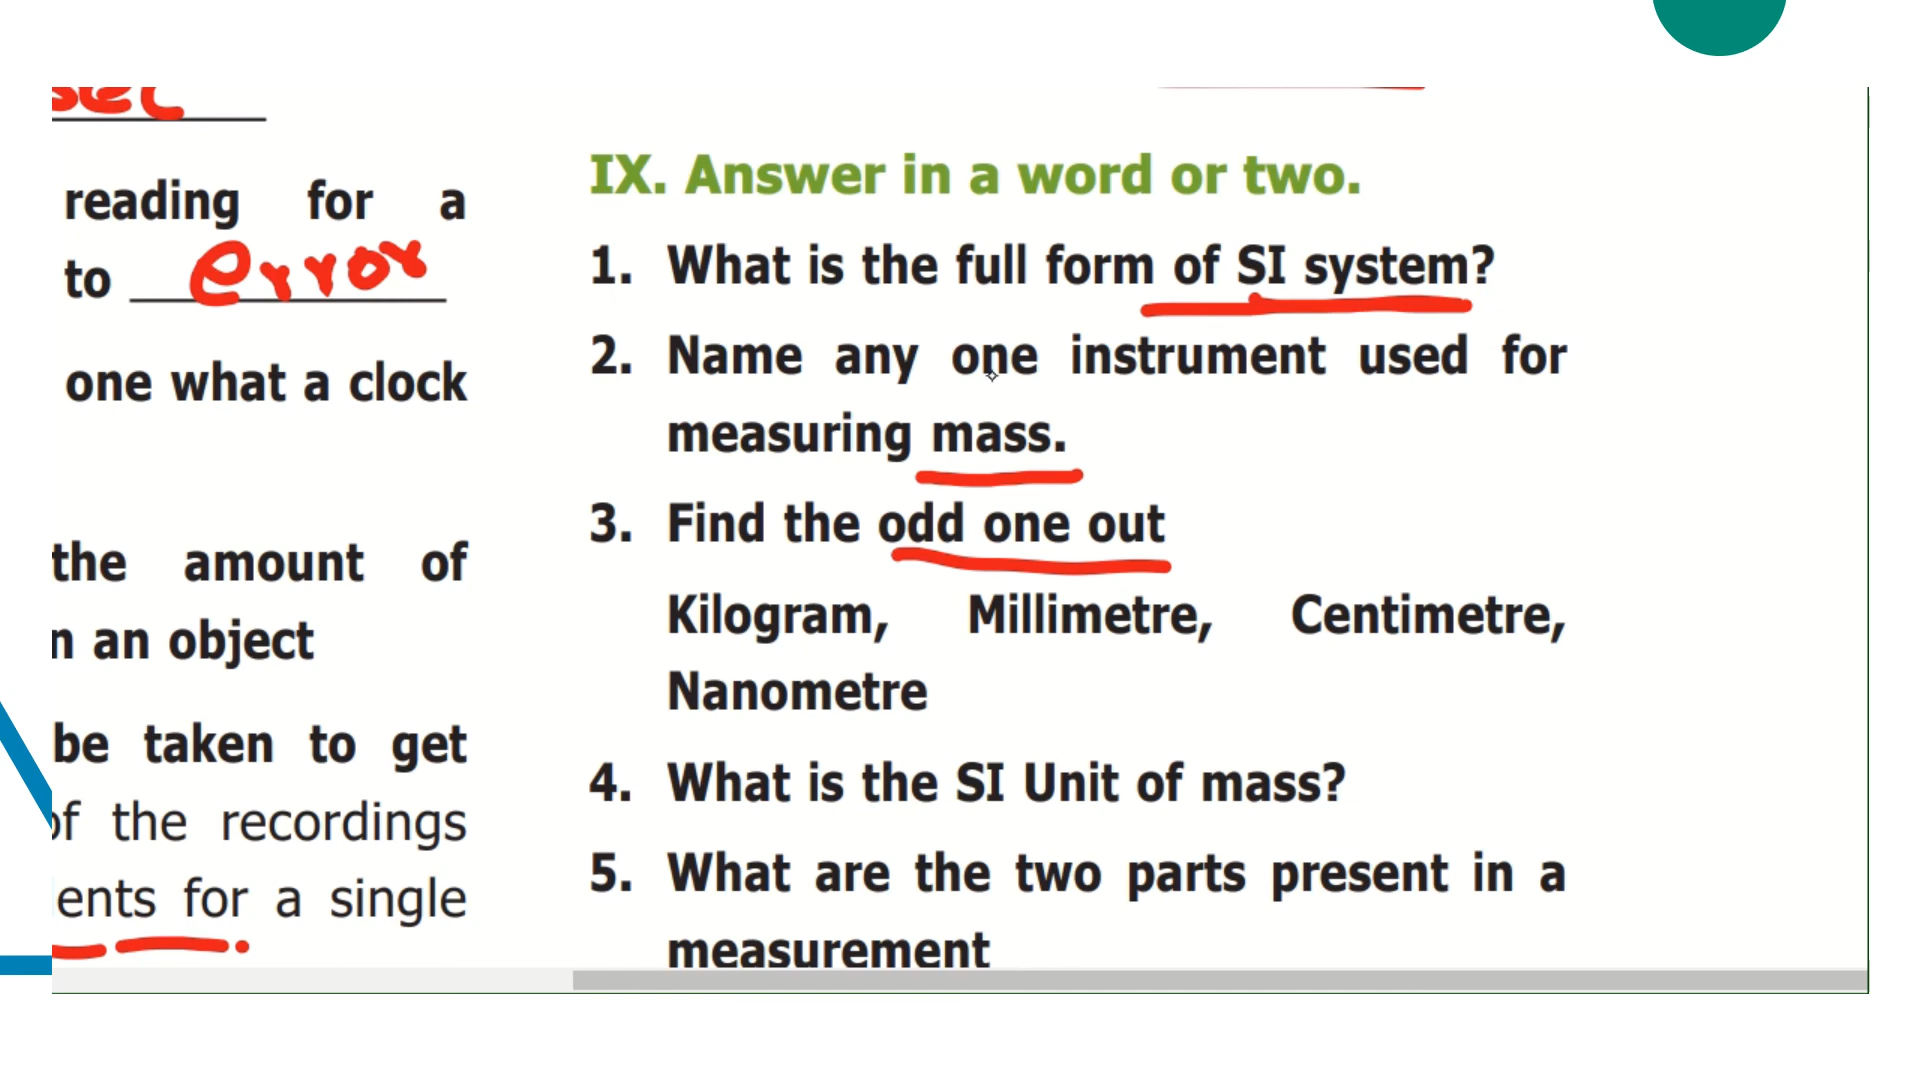 reading for a
to error
one what a clock
the amount of
n an object
be taken to get
of the recordings
ents for a single
IX. Answer in a word or two.
1. What is the full form of SI system?
2. Name any one instrument used for
measuring mass.
3. Find the odd one out
Kilogram, Millimetre, Centimetre,
Nanometre
4. What is the SI Unit of mass?
5. What are the two parts present in a
measurement